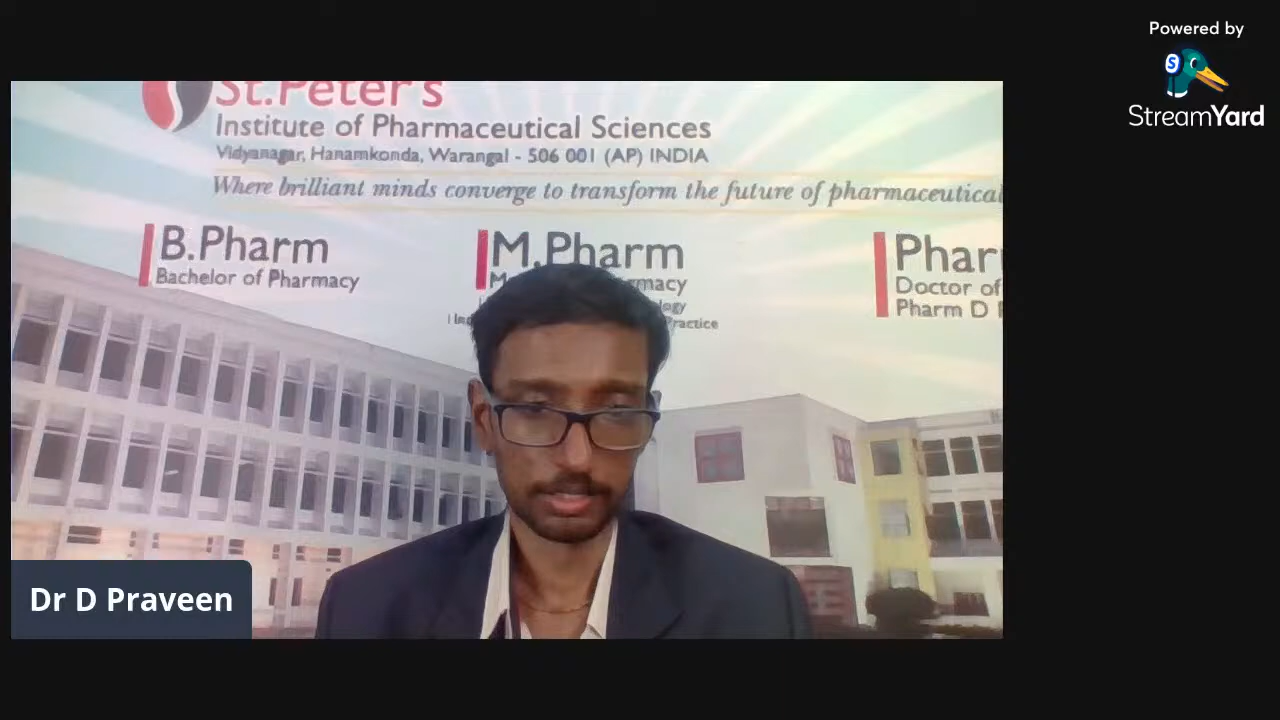 Powered by
StreamYard
St.Peter's
Institute of Pharmaceutical Sciences
Vidyanagar, Hanamkonda, Warangal - 506 001 (AP) INDIA
Where brilliant minds converge to transform the future of pharmaceutical
B.Pharm
Bachelor of Pharmacy
M.Pharm
Practice
Doctor of
Pharm D
Dr D Praveen